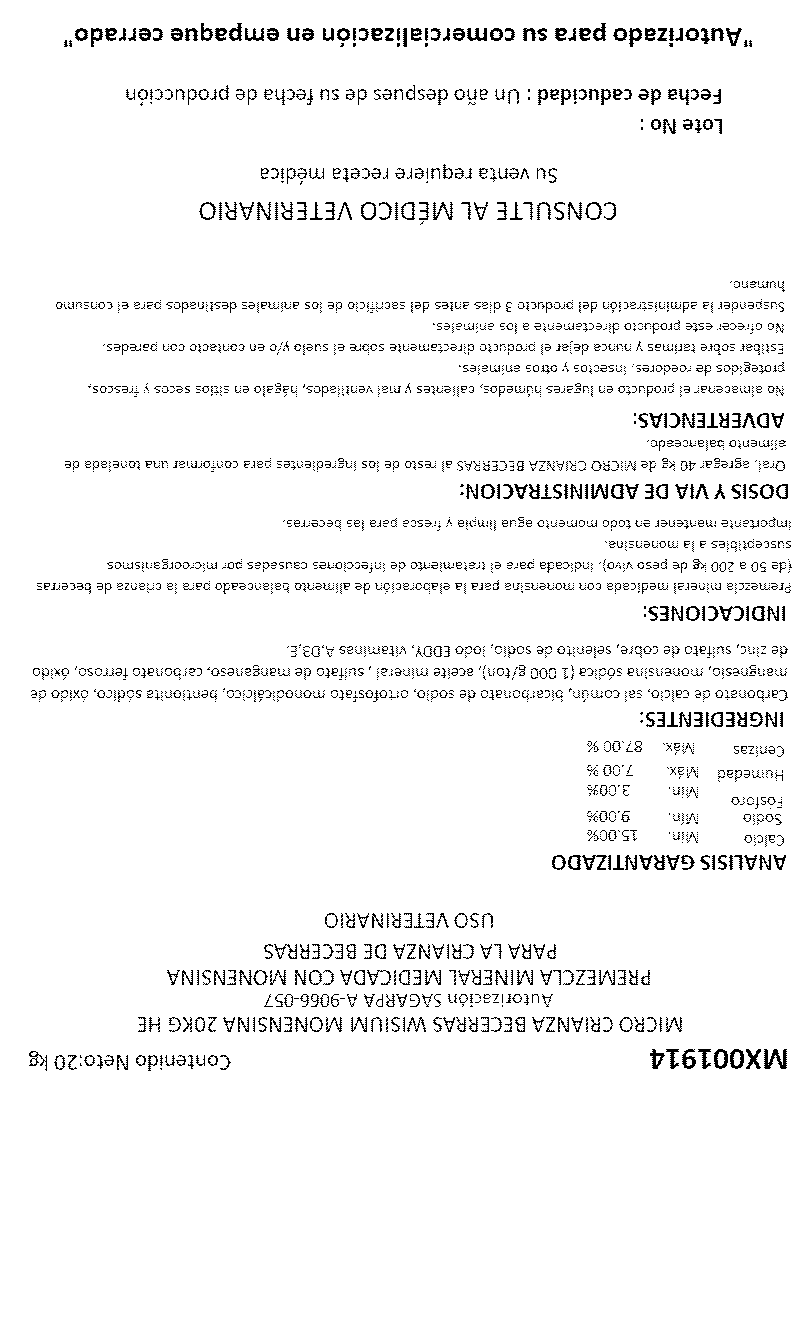 MX001914 Contenido Neto:20 kg
MICRO CRIANZA BECERRAS WISIUM MONENSINA 20KG HE
Autorización SAGARPA A-9066-057
PREMEZCLA MINERAL MEDICADA CON MONENSINA
PARA LA CRIANZA DE BECERRAS
USO VETERINARIO
ANALISIS GARANTIZADO
Calcio Min. 15.00%
Sodio Min. 9.00%
Fósforo Min. 3.00%
Humedad Máx. 7.00 %
Cenizas Máx. 87.00 %
INGREDIENTES:
Carbonato de calcio, sal común, bicarbonato de sodio, ortofosfato monodicálcico, bentionita sódico, óxido de
magnesio, monensina sódica (1 000 g/ton), aceite mineral , sulfato de manganeso, carbonato ferroso, óxido
de zinc, sulfato de cobre, selenito de sodio, Iodo EDDY, vitaminas A,D3,E.
INDICACIONES:
Premezcla mineral medicada con monensina para la elaboración de alimento balanceado para la crianza de becerras
(de 50 a 200 kg de peso vivo). Indicada para el tratamiento de infecciones causadas por microorganismos
susceptibles a la monensina.
Importante mantener en todo momento agua limpia y fresca para las becerras.
DOSIS Y VIA DE ADMINISTRACION:
Oral, agregar 40 kg de MICRO CRIANZA BECERRAS al resto de los ingredientes para conformar una tonelada de
alimento balanceado.
ADVERTENCIAS:
No almacenar el producto en lugares húmedos, calientes y mal ventilados, hágalo en sitios secos y frescos,
protegidos de roedores, insectos y otros animales.
Estibar sobre tarimas y nunca dejar el producto directamente sobre el suelo y/o en contacto con paredes.
No ofrecer este producto directamente a los animales.
Suspender la administración del producto 3 días antes del sacrificio de los animales destinados para el consumo
humano.
CONSULTE AL MÉDICO VETERINARIO
Su venta requiere receta médica
Lote No :
Fecha de caducidad : Un año despues de su fecha de producción
"Autorizado para su comercialización en empaque cerrado"